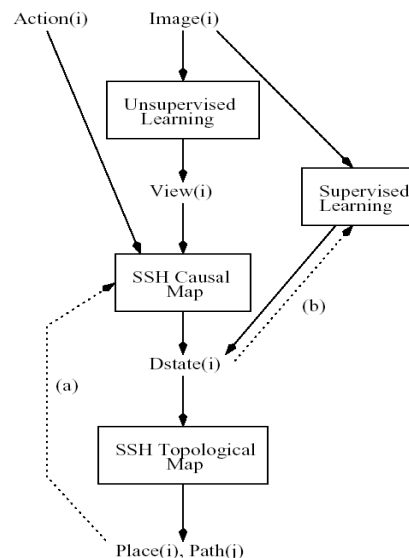 Action(i)
Image(i)
Unsupervised
Learning
View(i)
Supervised
Learning
SSH Causal
Map
(b)
Dstate(i)
(a)
SSH Topological
Map
Place(i), Path(j)